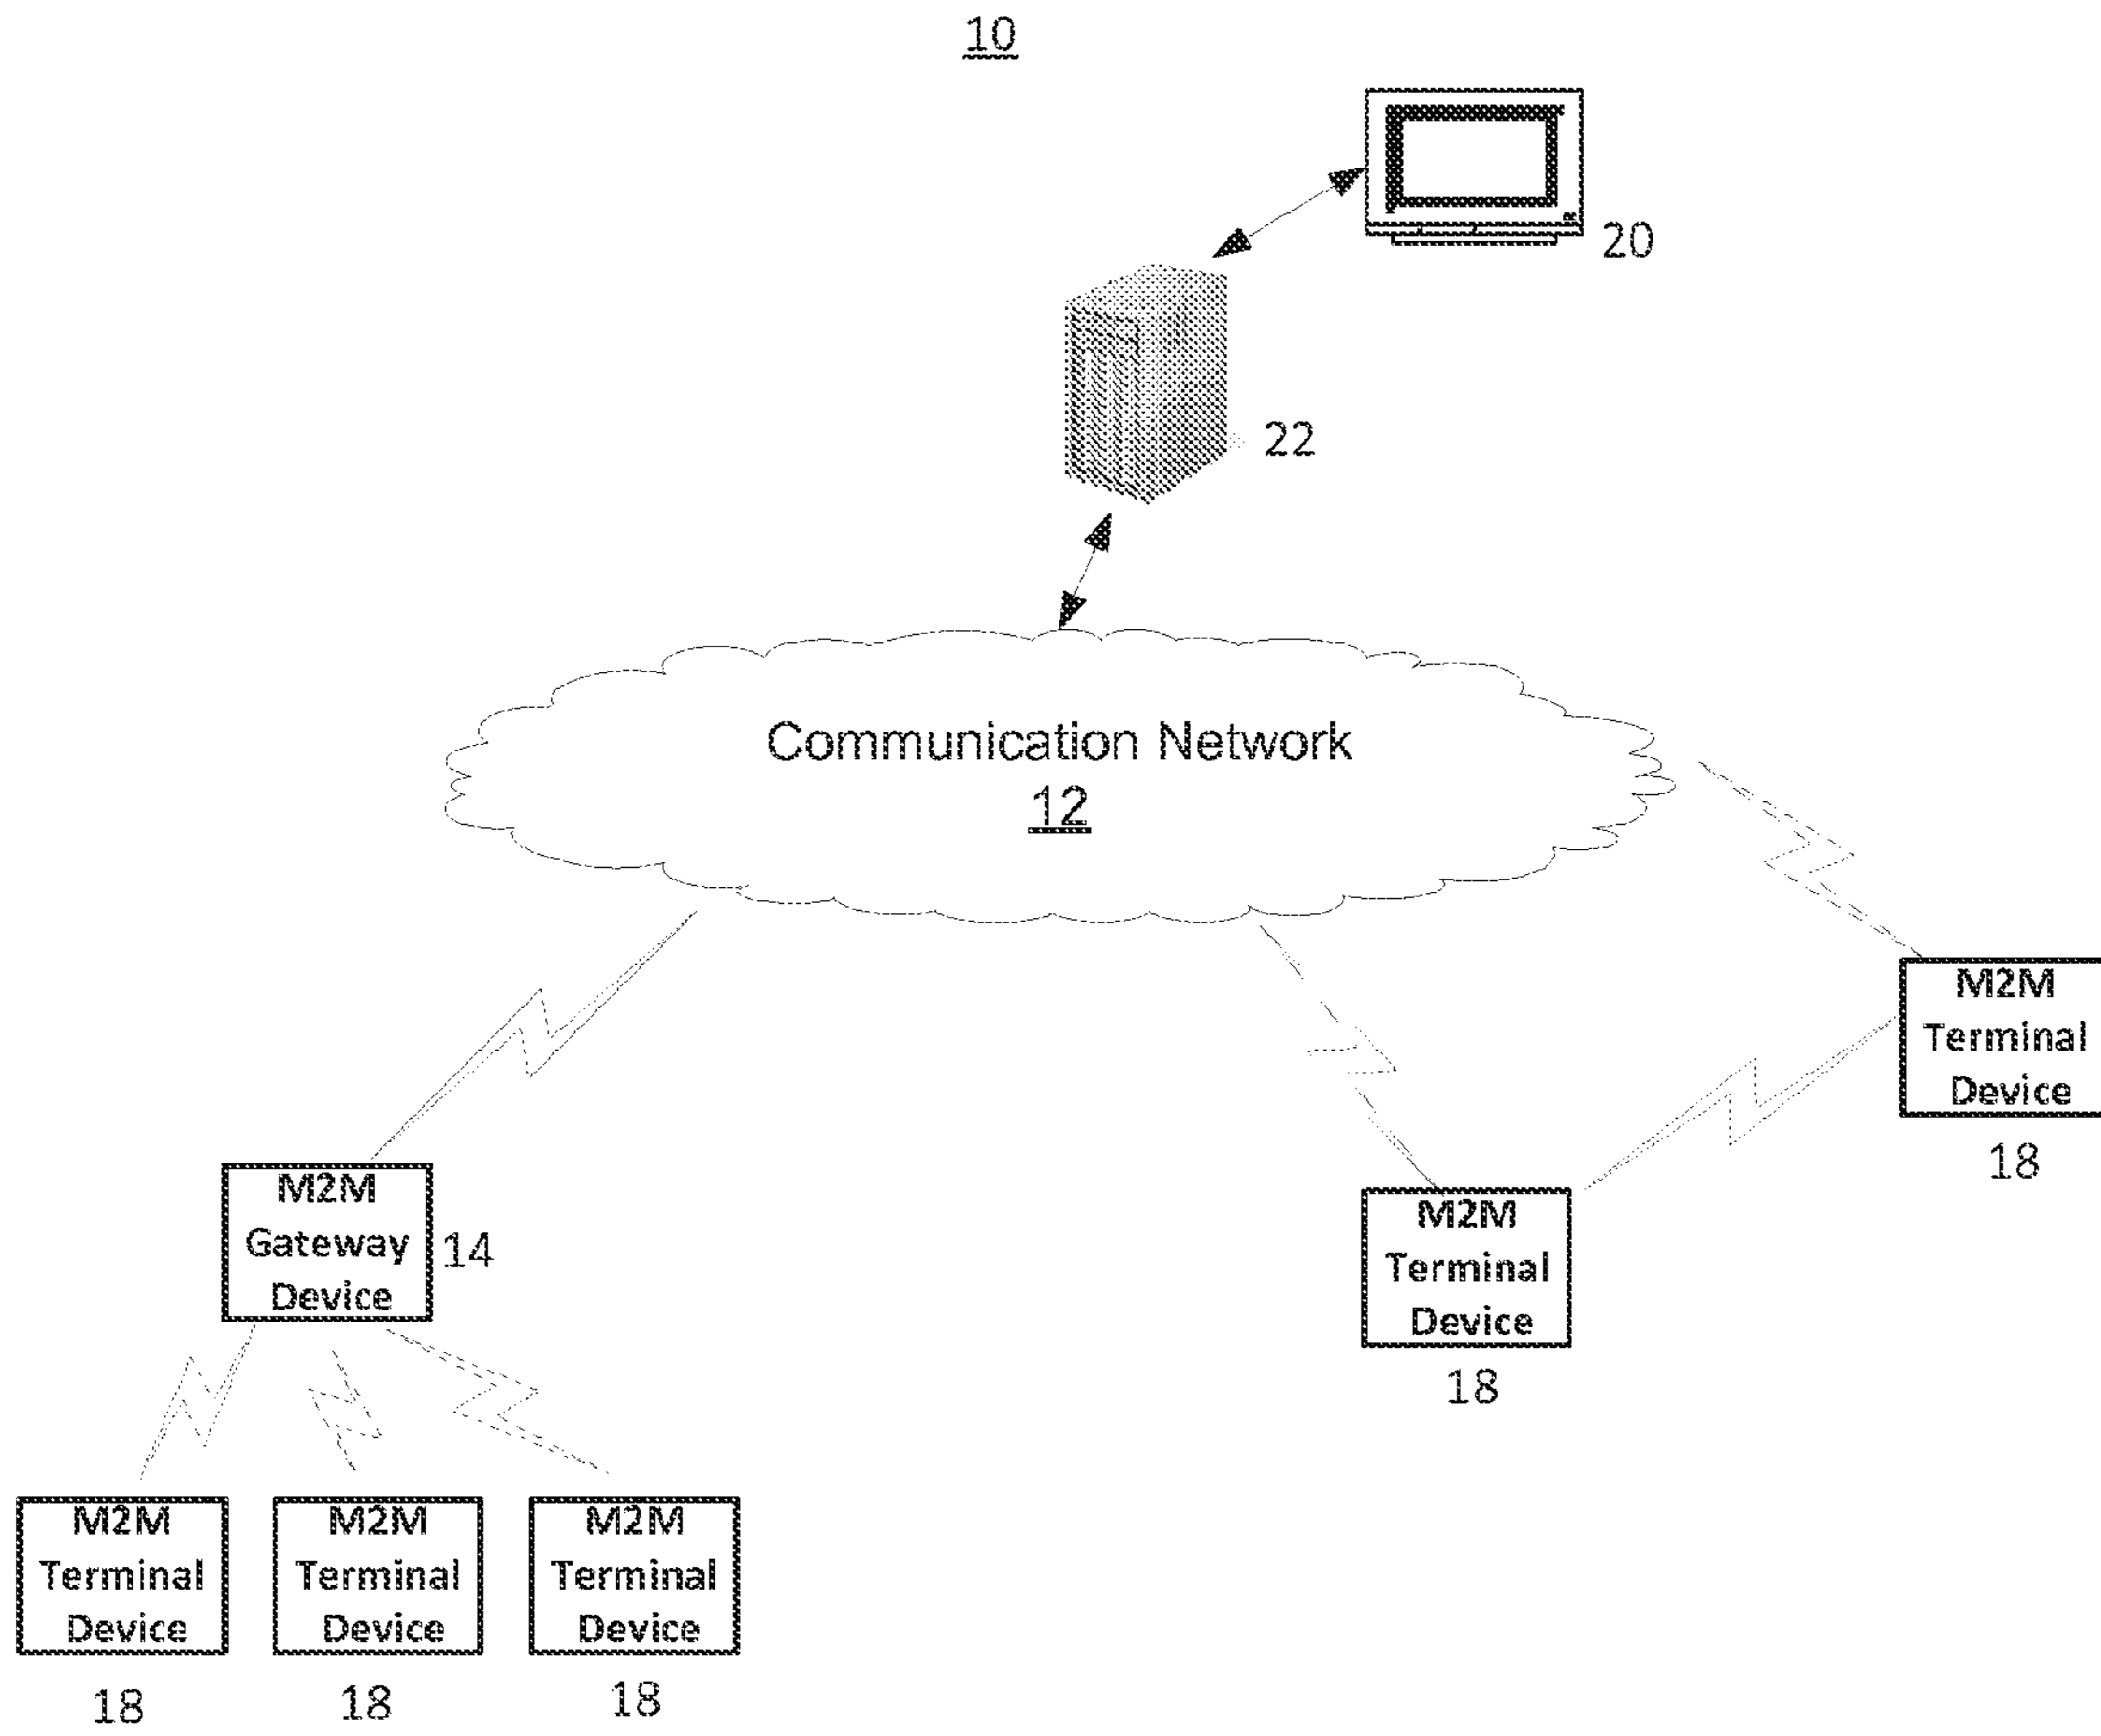 10
20
22
Communication Network
12
M2M
Terminal
Device
18
M2M
Gateway
Device
14
M2M
Terminal
Device
18
M2M
Terminal
Device
18
M2M
Terminal
Device
18
M2M
Terminal
Device
18